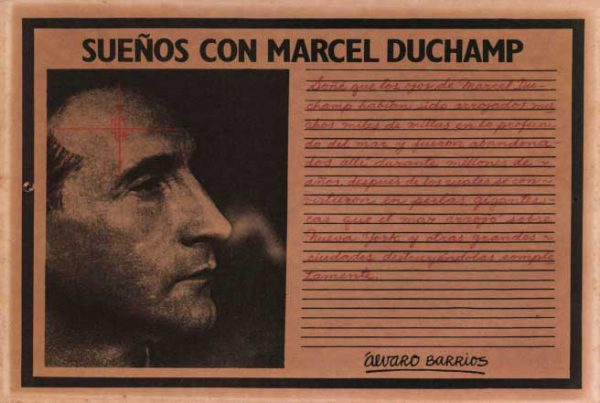 SUEÑOS CON MARCEL DUCHAMP
Soñé que los ojos de Marcel Du-
champ habían sido arrojados mu
chos miles de millas en lo profun
do del mar y fueron abandona
dos allí durante millones de
años, después de los cuales se con
virtieron en perlas gigantes-
cas que el mar arrojó sobre
Nueva York y otras grandes
ciudades destruyéndolas comple
tamente.
álvaro barrios